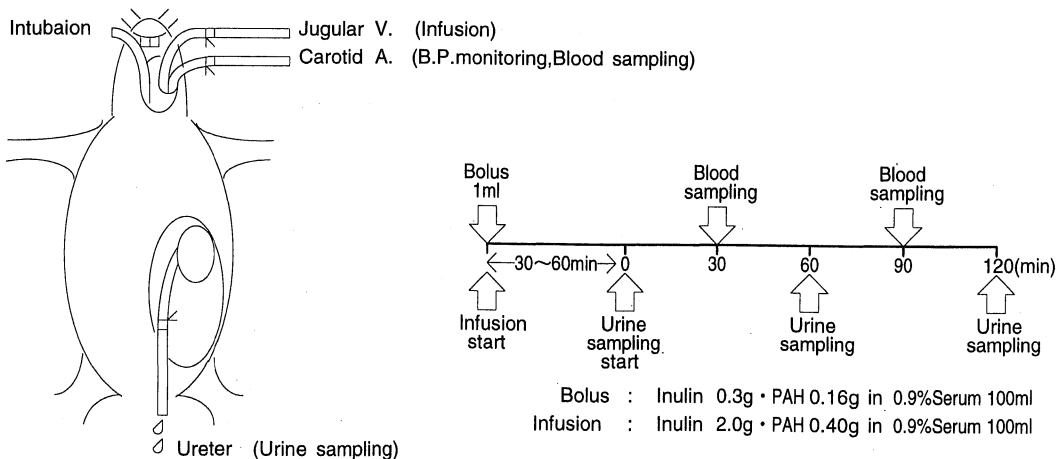 Intubaion
Jugular V. (Infusion)
Carotid A. (B.P.monitoring,Blood sampling)
Ureter (Urine sampling)
Bolus
1ml
Blood
sampling
Blood
sampling
30～60min
0
30
60
90
120(min)
Infusion
start
Urine
sampling
start
Urine
sampling
Urine
sampling
Bolus : Inulin 0.3g・PAH 0.16g in 0.9%Serum 100ml
Infusion : Inulin 2.0g・PAH 0.40g in 0.9%Serum 100ml